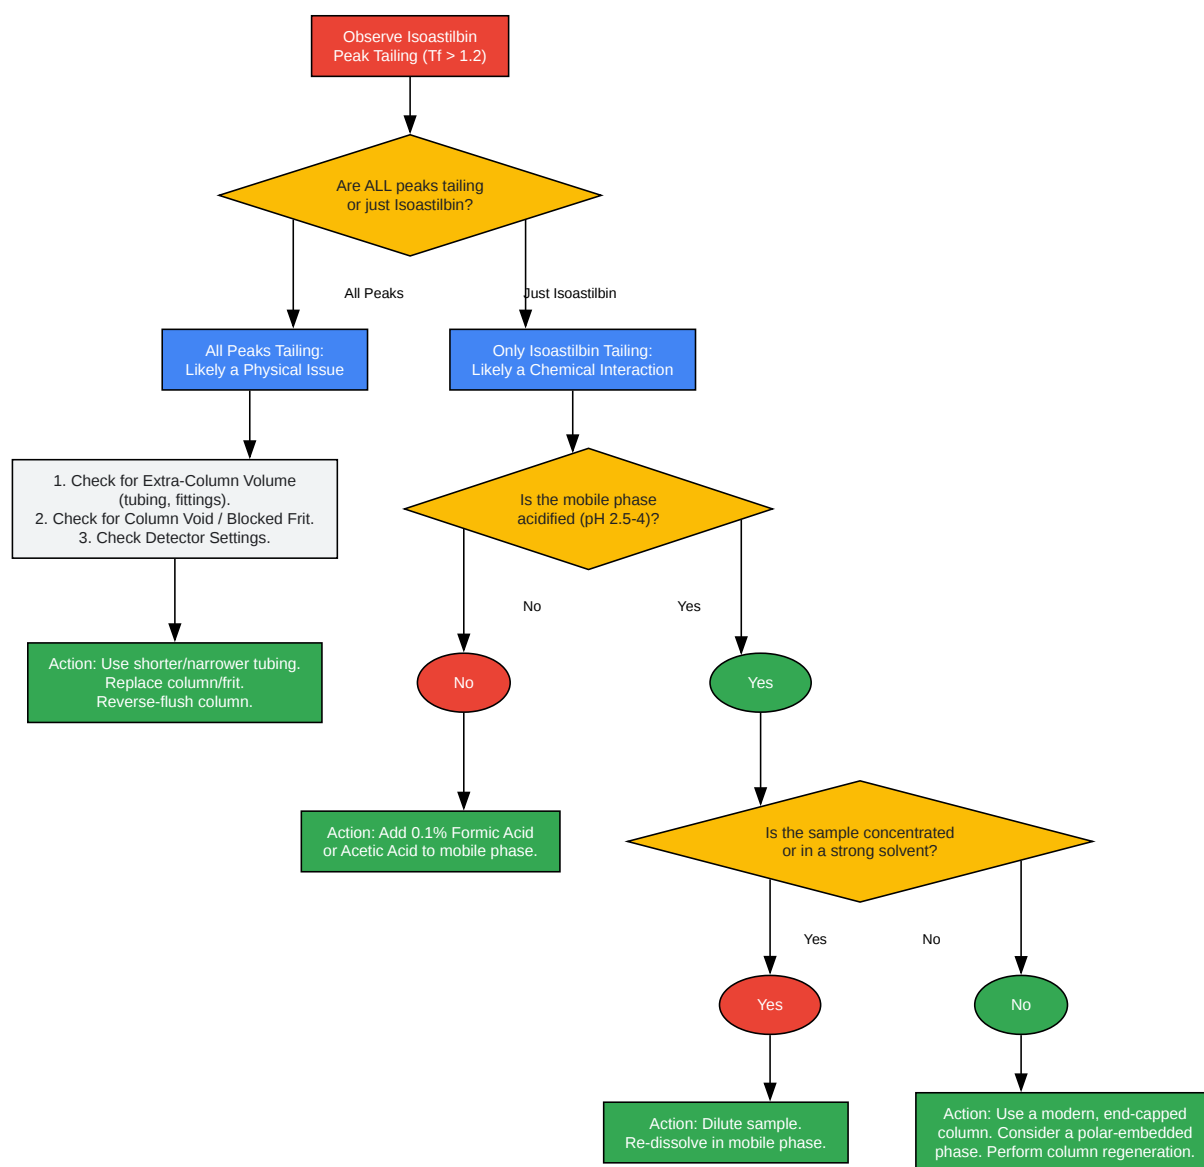 Observe Isoastilbin
Peak Tailing (Tf > 1.2)
Are ALL peaks tailing
or just Isoastilbin?
All Peaks
Just Isoastilbin
All Peaks Tailing:
Likely a Physical Issue
Only Isoastilbin Tailing:
Likely a Chemical Interaction
1. Check for Extra-Column Volume
(tubing, fittings).
2. Check for Column Void / Blocked Frit.
3. Check Detector Settings.
Is the mobile phase
acidified (pH 2.5-4)?
No
Yes
Action: Use shorter/narrower tubing.
Replace column/frit.
Reverse-flush column.
No
Yes
Action: Add 0.1% Formic Acid
or Acetic Acid to mobile phase.
Is the sample concentrated
or in a strong solvent?
Yes
No
Yes
No
Action: Dilute sample.
Re-dissolve in mobile phase.
Action: Use a modern, end-capped
column. Consider a polar-embedded
phase. Perform column regeneration.